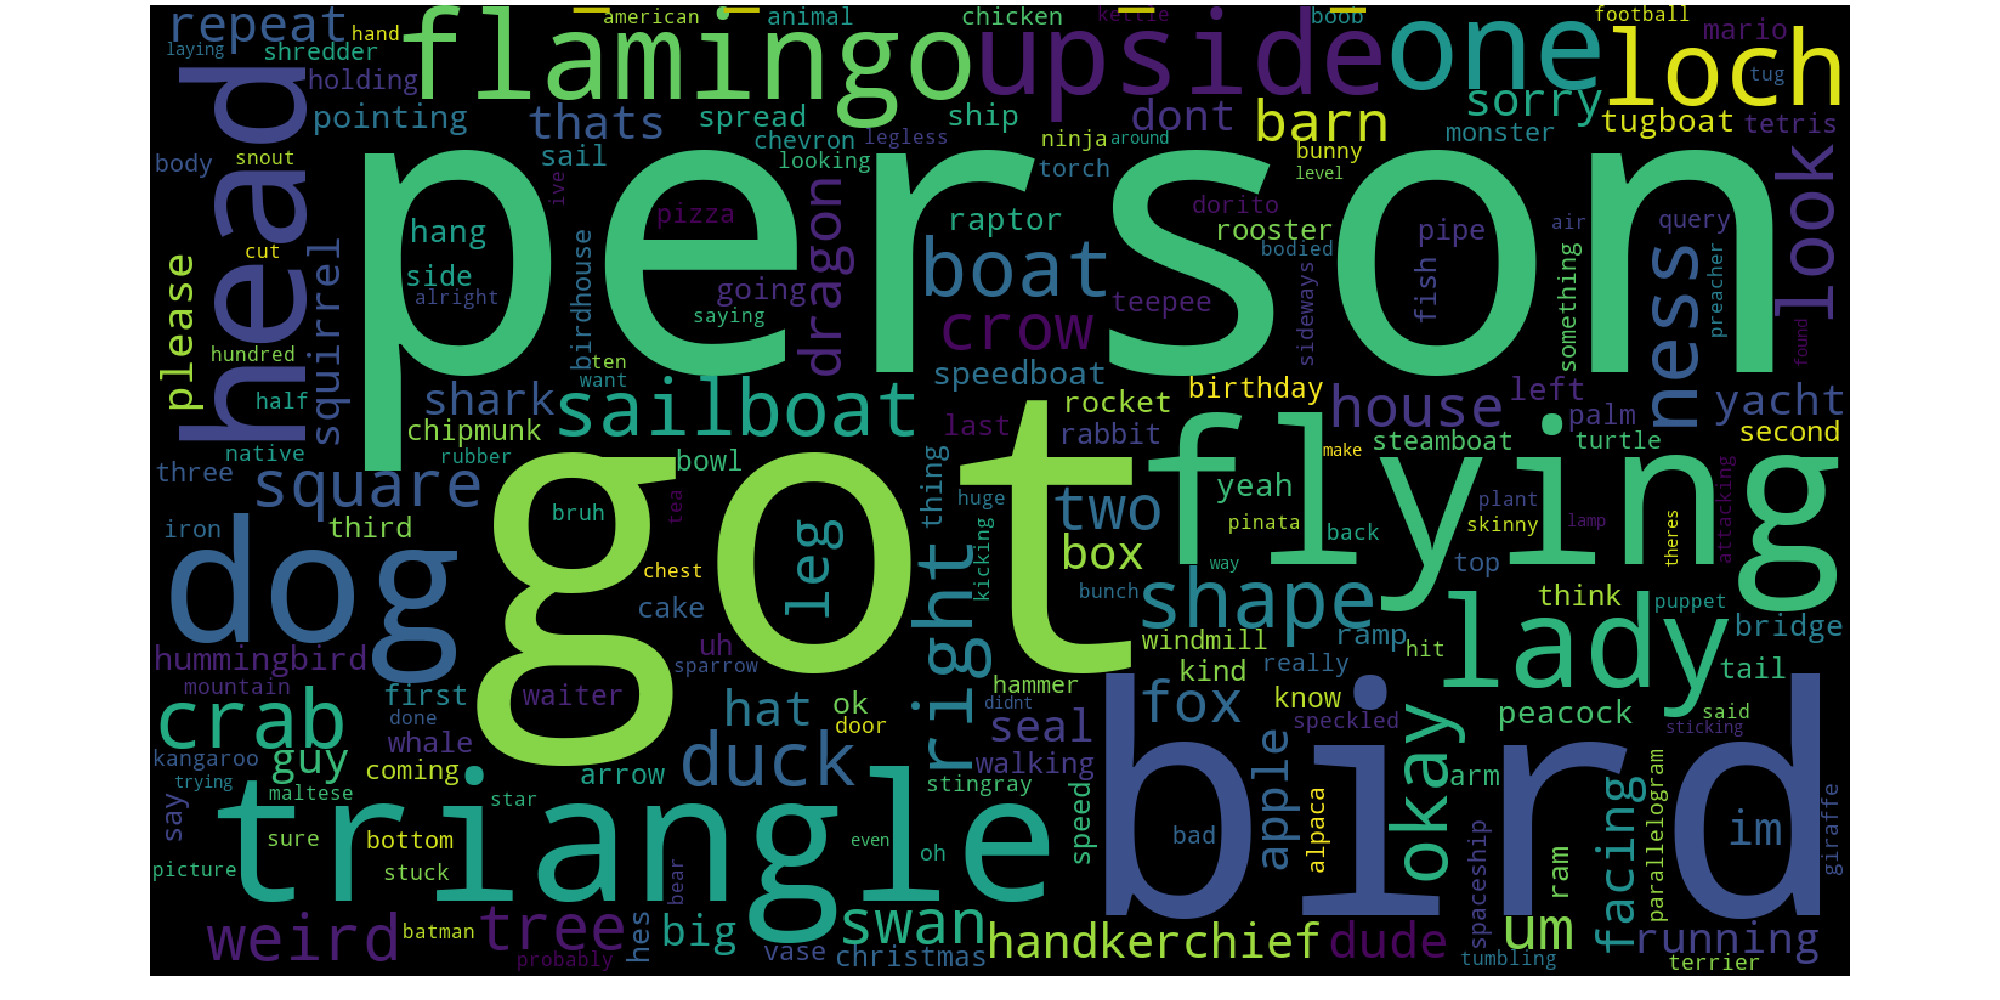 repeat
hand
american
animal
chicken
kettle
boob
football
laying
shredder
flamingo
upside
one
loch
mario
holding
head
pointing
thats
spread
ship
dont
barn
sorry
tugboat
tug
tetris
chevron
legless
ninja
around
monster
body
snout
sail
looking
torch
bunny
level
person
look
ive
pizza
dragon
raptor
dorito
rooster
pipe
air
query
please
cut
squirrel
hang
side
alright
birdhouse
going
saying
boat
bodied
teepee
sideways
fish
something
ness
preacher
found
hundred
crow
ten
want
speedboat
birthday
left
half
shark
sailboat
rocket
house
palm
yacht
native
chipmunk
rubber
last
rabbit
make
steamboat
turtle
second
three
square
bowl
got
flying
thing
huge
two
yeah
plant
iron
third
bruh
tea
leg
pinata
back
skinny
lamp
theres
attacking
dog
chest
right
kicking
box
way
top
cake
bunch
shape
think
puppet
lady
bridge
hummingbird
uh
sparrow
windmill
ramp
hit
mountain
first
waiter
kind
really
tail
crab
done
hat
ok
door
hammer
didnt
fox
know
speckled
okay
peacock
said
sticking
kangaroo
guy
whale
duck
seal
bird
trying
coming
arrow
walking
maltese
triangle
star
stingray
apple
arm
facing
parallelogram
say
sure
bottom
even
oh
speed
bad
alpaca
im
giraffe
picture
stuck
bear
spaceship
ram
weird
batman
tree
probably
hes
big
vase
swan
christmas
handkerchief
dude
um
tumbling
running
terrier